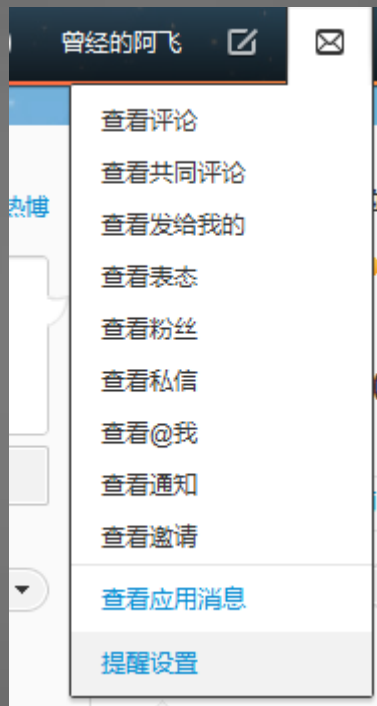 曾经的阿飞
查看评论
查看共同评论
热博
查看发给我的
查看表态
查看粉丝
查看私信
查看@我
查看通知
查看邀请
查看应用消息
提醒设置